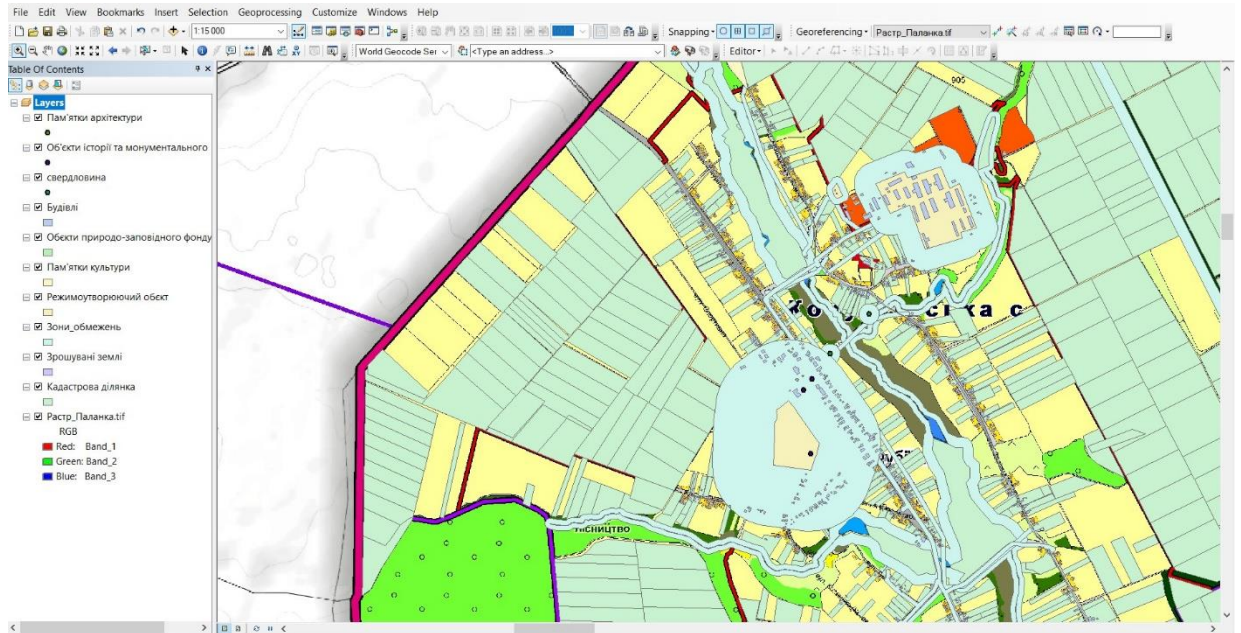 File Edit View Bookmarks Insert Selection Geoprocessing Customize Windows Help
1:15 000
Snapping
Georeferencing
Растр_Паланка.tif
World Geocode Ser
<Type an address...>
Editor
Table Of Contents
Layers
Пам'ятки архітектури
Об'єкти історії та монументального
свердловина
Будівлі
Обєкти природо-заповідного фонду
Пам'ятки культури
Режимоутворюючий обєкт
Зони_обмежень
Зрошувані землі
Кадастрова ділянка
Растр_Паланка.tif
RGB
Red: Band_1
Green: Band_2
Blue: Band_3
905
ська с
лісництво